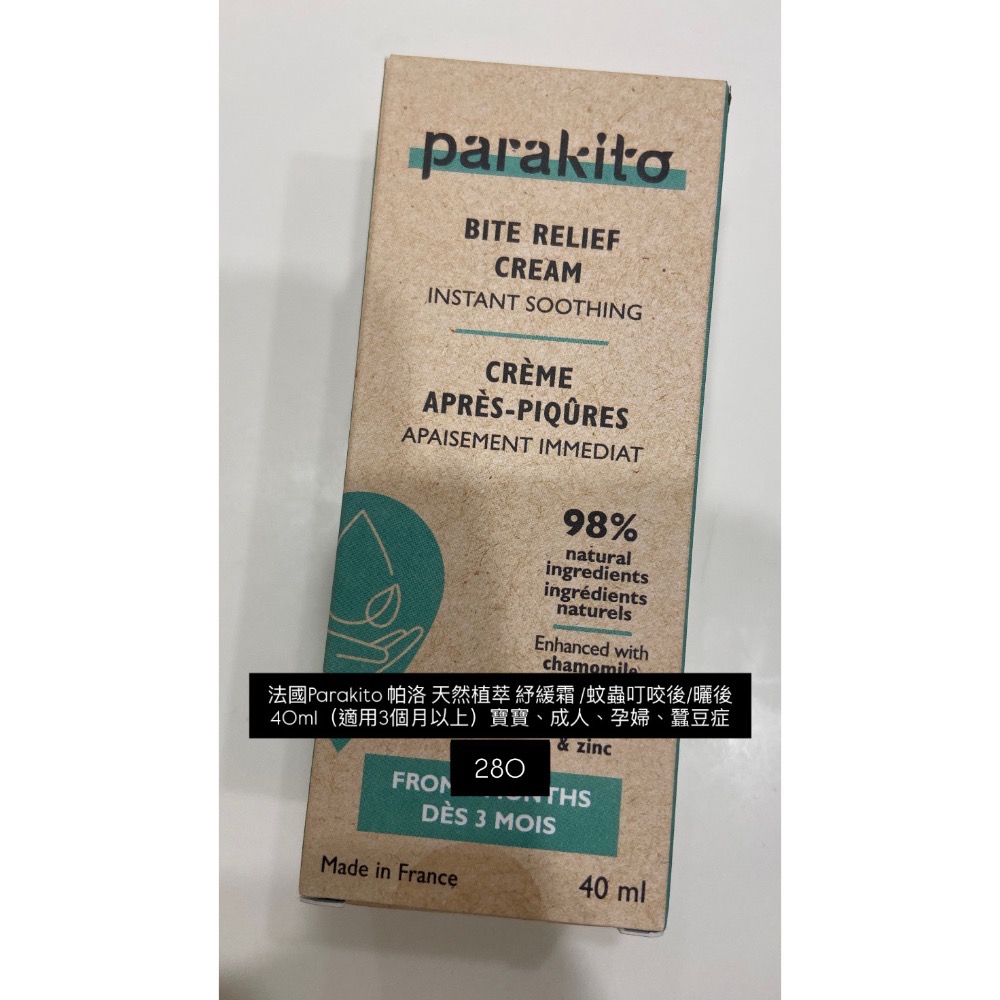 parakito
BITE RELIEF
CREAM
INSTANT SOOTHING
CRÈME
APRÈS-PIQÛRES
APAISEMENT IMMEDIAT
98%
natural
ingredients
ingrédients
naturels
Enhanced with
chamomile
法國Parakito 帕洛 天然植萃 紓緩霜 /蚊蟲叮咬後/曬後
40ml（適用3個月以上）寶寶、成人、孕婦、蠶豆症
& zinc
280
DÈS 3 MOIS
Made in France
40 ml